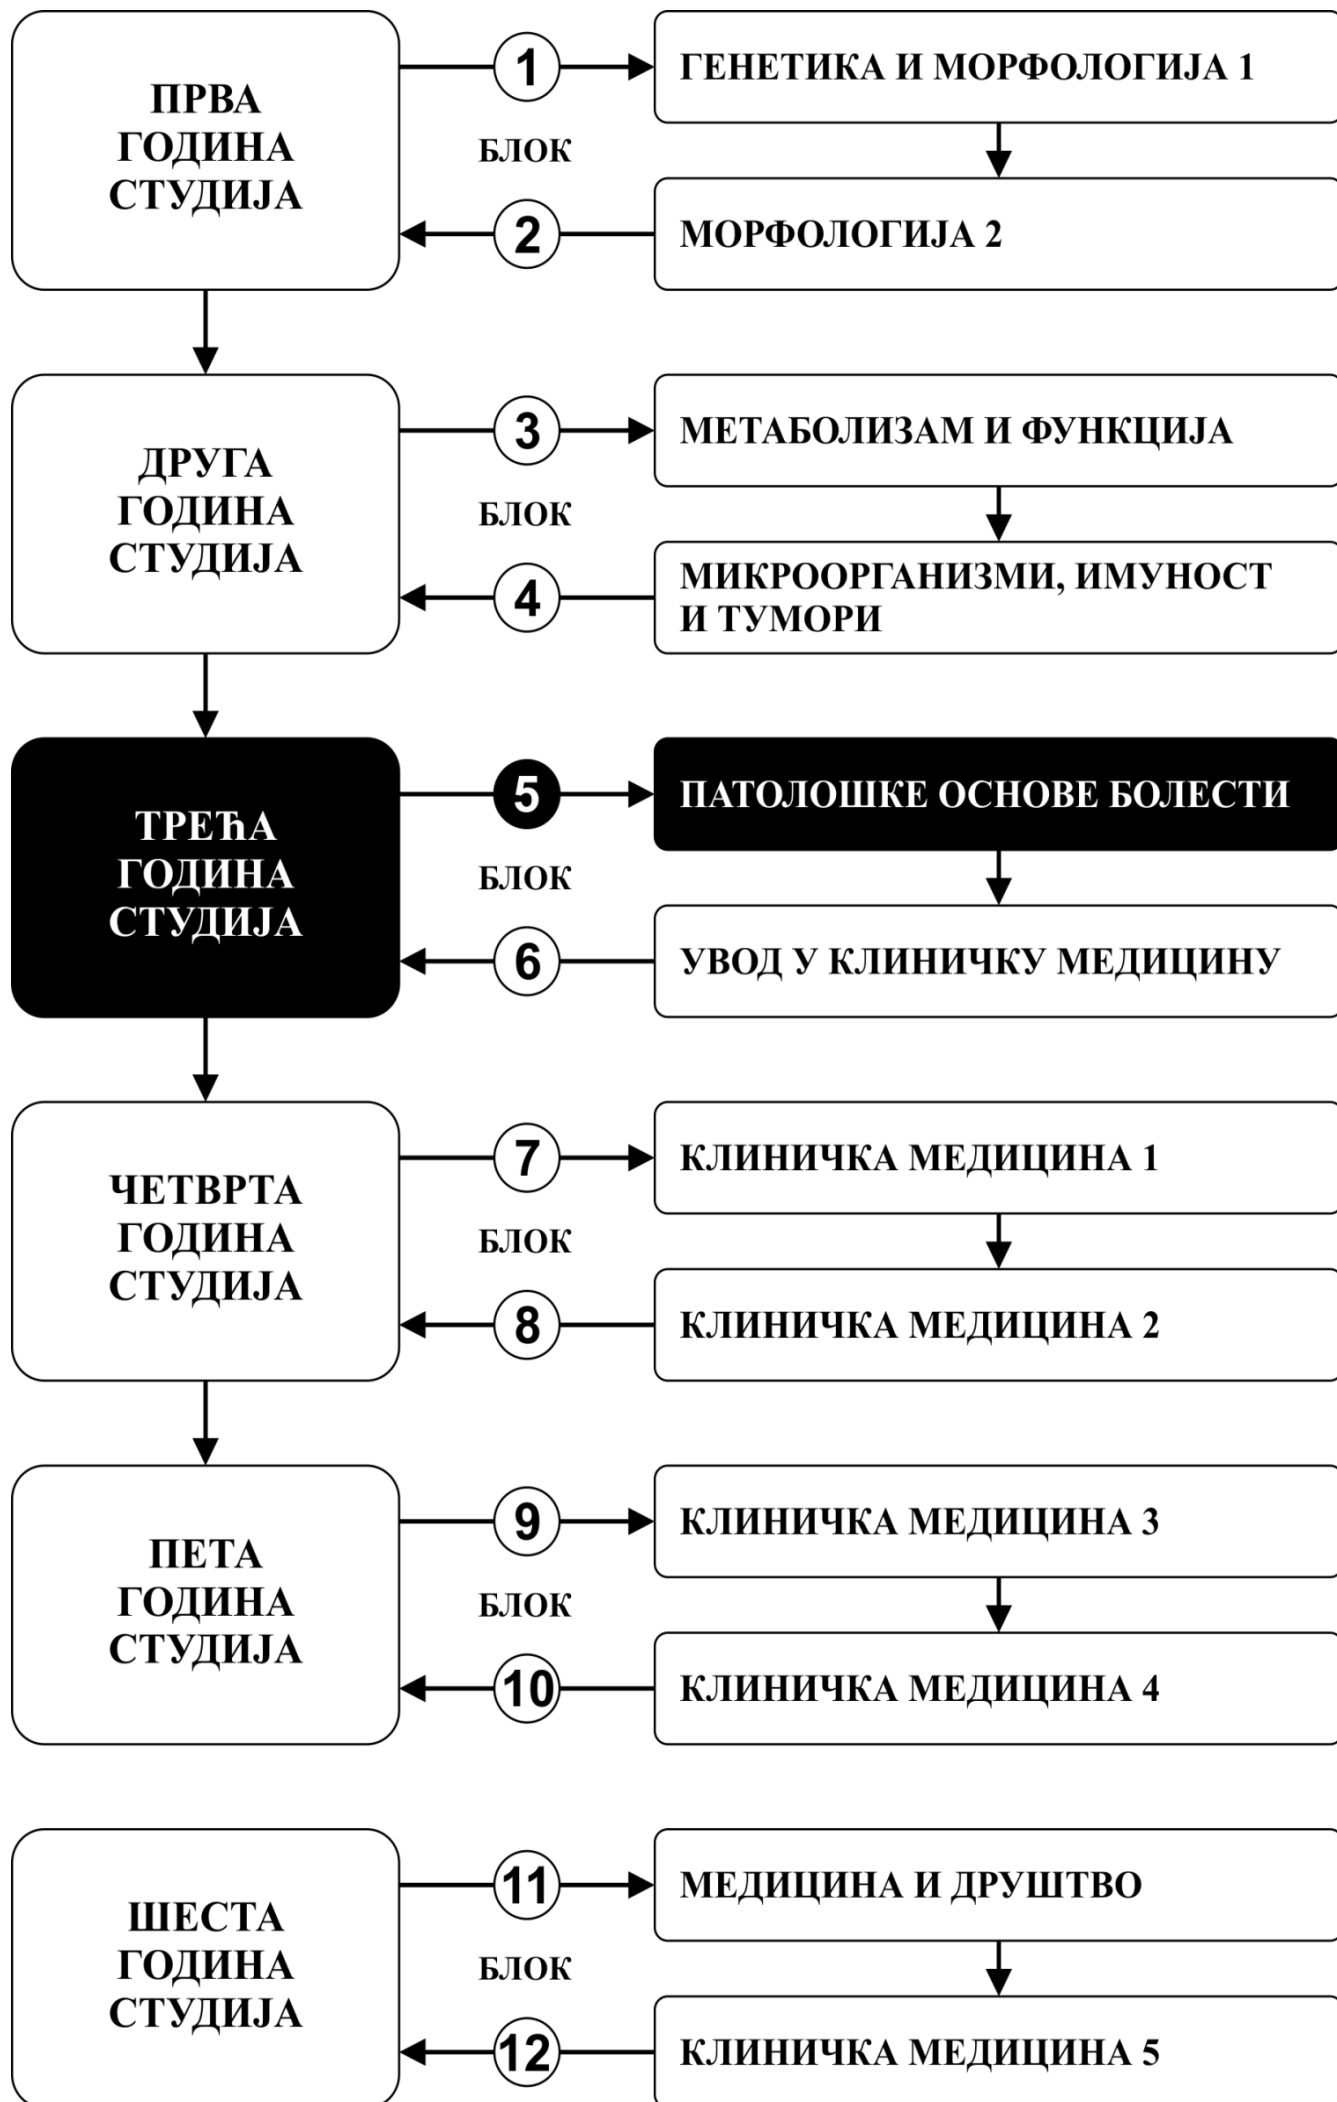 ПРВА
ГОДИНА
СТУДИЈА
1
БЛОК
2
ГЕНЕТИКА И МОРФОЛОГИЈА 1
МОРФОЛОГИЈА 2
ДРУГА
ГОДИНА
СТУДИЈА
3
БЛОК
4
МЕТАБОЛИЗАМ И ФУНКЦИЈА
МИКРООРГАНИЗМИ, ИМУНОСТ
И ТУМОРИ
ТРЕЋА
ГОДИНА
СТУДИЈА
5
БЛОК
6
ПАТОЛОШКЕ ОСНОВЕ БОЛЕСТИ
УВОД У КЛИНИЧКУ МЕДИЦИНУ
ЧЕТВРТА
ГОДИНА
СТУДИЈА
7
БЛОК
8
КЛИНИЧКА МЕДИЦИНА 1
КЛИНИЧКА МЕДИЦИНА 2
ПЕТА
ГОДИНА
СТУДИЈА
9
БЛОК
10
КЛИНИЧКА МЕДИЦИНА 3
КЛИНИЧКА МЕДИЦИНА 4
ШЕСТА
ГОДИНА
СТУДИЈА
11
БЛОК
12
МЕДИЦИНА И ДРУШТВО
КЛИНИЧКА МЕДИЦИНА 5